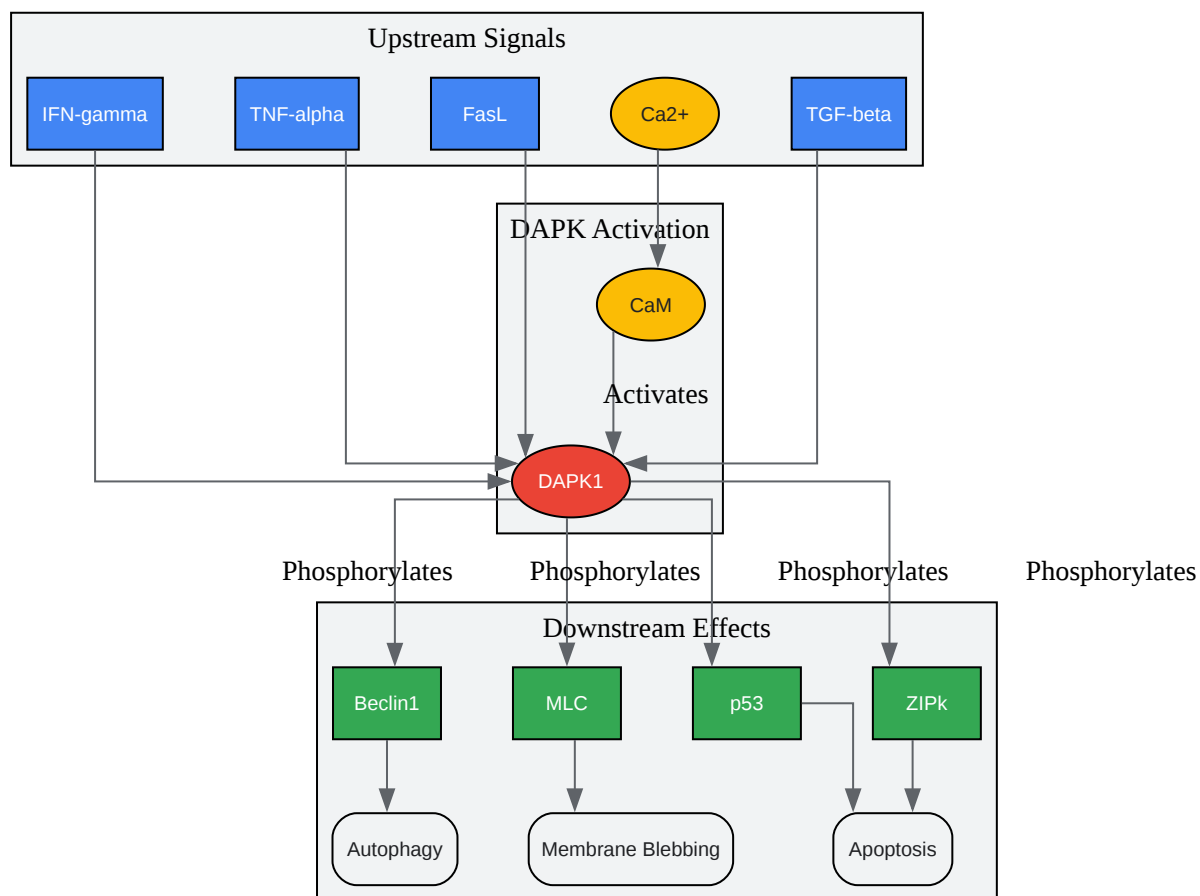 Upstream Signals
IFN-gamma
TNF-alpha
FasL
Ca2+
TGF-beta
DAPK Activation
CaM
Activates
DAPK1
Phosphorylates
Phosphorylates
Phosphorylates
Phosphorylates
Downstream Effects
Beclin1
MLC
p53
ZIPk
Autophagy
Membrane Blebbing
Apoptosis